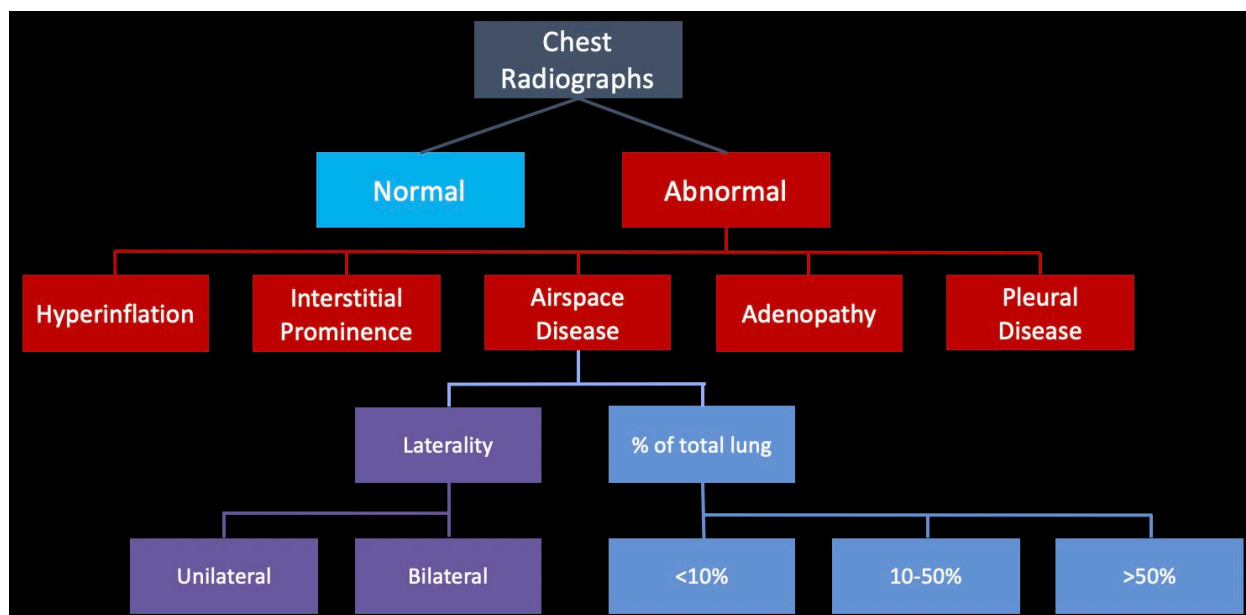 Chest
Radiographs
Normal
Abnormal
Hyperinflation
Interstitial
Prominence
Airspace
Disease
Adenopathy
Pleural
Disease
Laterality
% of total lung
Unilateral
Bilateral
<10%
10-50%
>50%